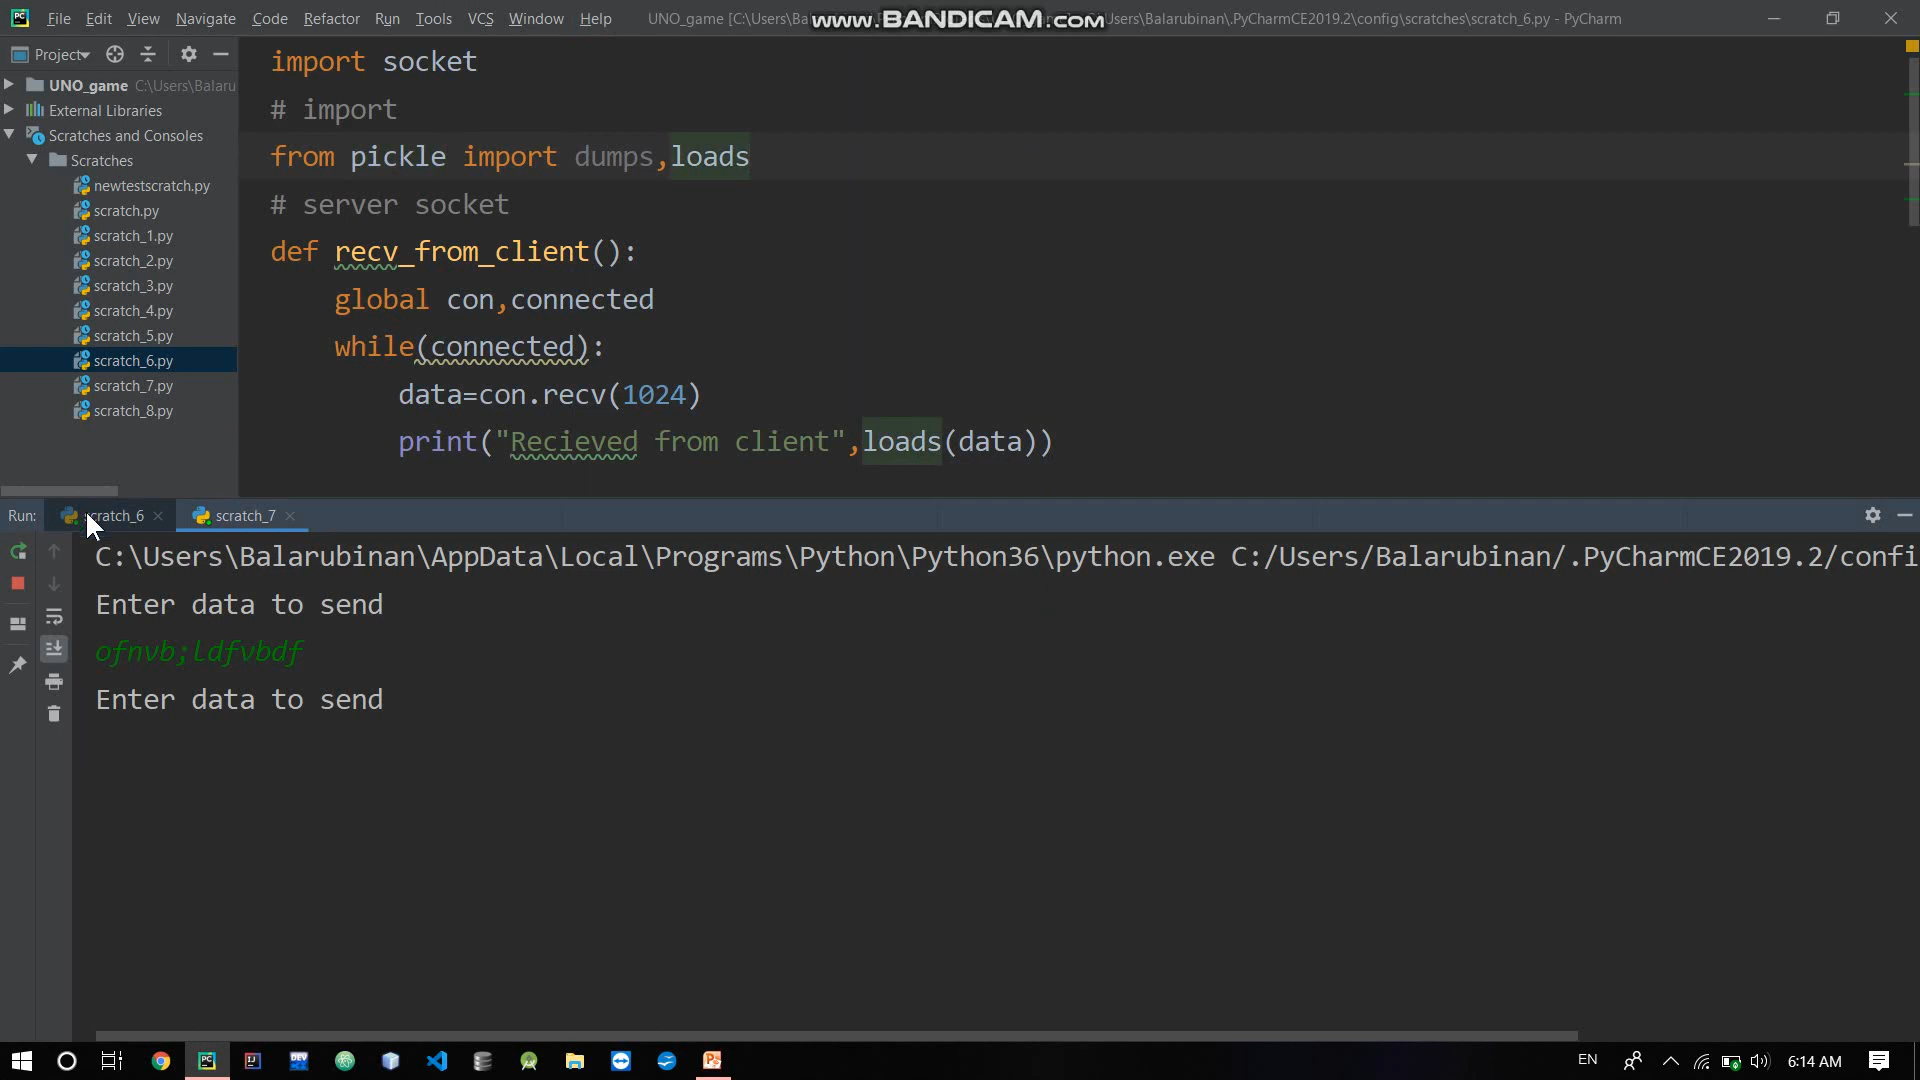 File Edit View Navigate Code Refactor Run Tools VCS Window Help UNO_game [C:\Users\Ba www.BANDICAM.com Users\Balarubinan\.PyCharmCE2019.2\config\scratches\scratch_6.py - PyCharm
Project
UNO_game C:\Users\Balaru
External Libraries
Scratches and Consoles
Scratches
newtestscratch.py
scratch.py
scratch_1.py
scratch_2.py
scratch_3.py
scratch_4.py
scratch_5.py
scratch_6.py
scratch_7.py
scratch_8.py
import socket
# import
from pickle import dumps,loads
# server socket
def recv_from_client():
global con,connected
while(connected):
data=con.recv(1024)
print("Recieved from client",loads(data))
Run: scratch_6 scratch_7
C:\Users\Balarubinan\AppData\Local\Programs\Python\Python36\python.exe C:/Users/Balarubinan/.PyCharmCE2019.2/confi
Enter data to send
ofnvb;ldfvbdf
Enter data to send
EN 6:14 AM